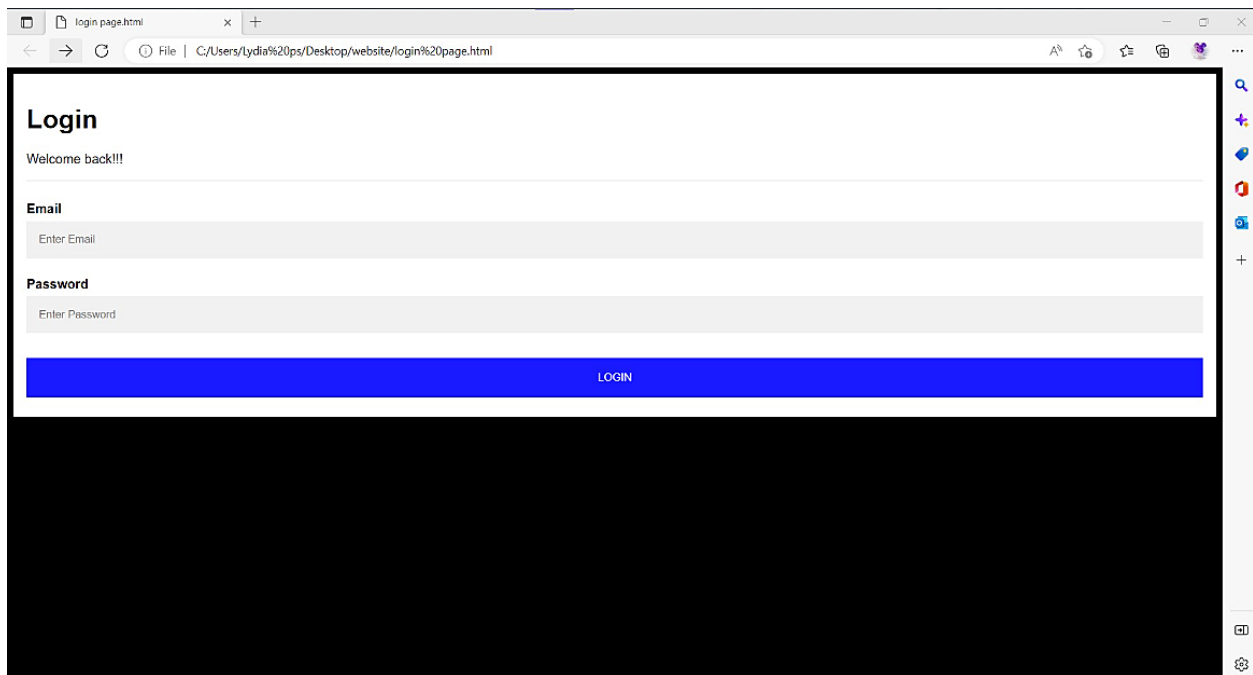 login page.html
File | C:/Users/Lydia%20ps/Desktop/website/login%20page.html
Login
Welcome back!!!
Email
Enter Email
Password
Enter Password
LOGIN